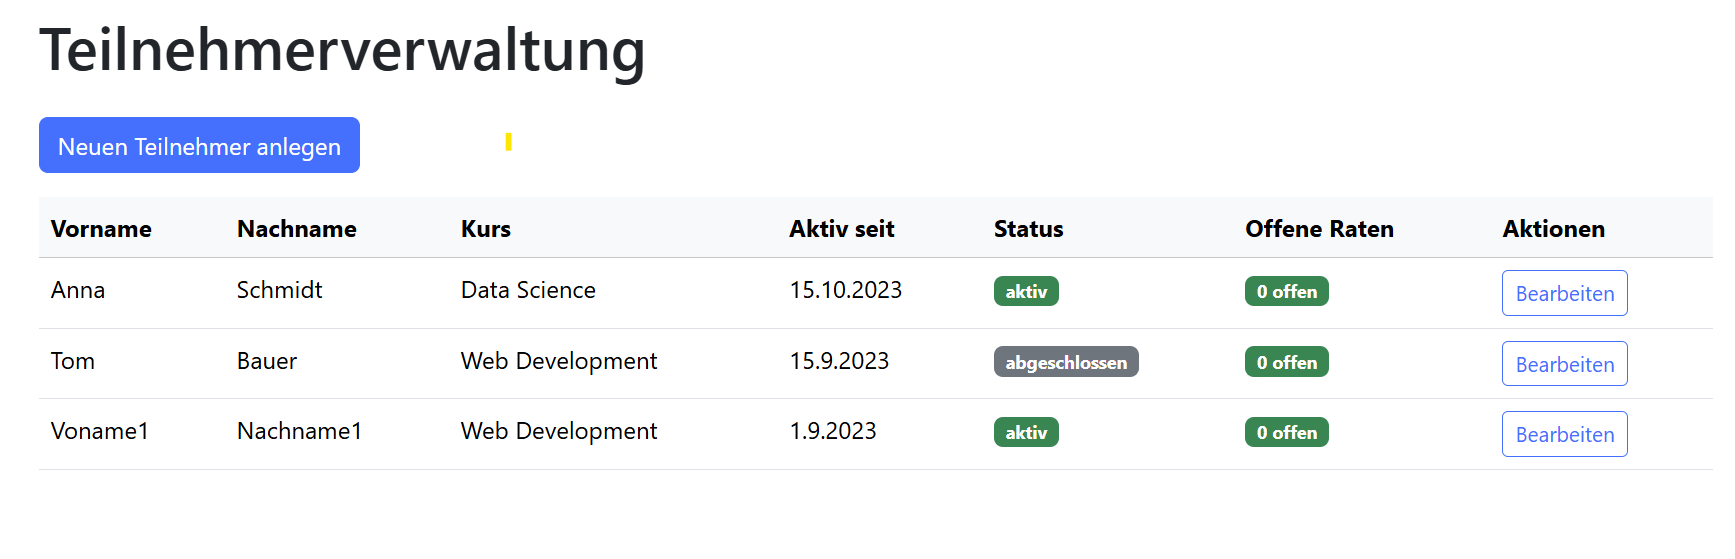 Teilnehmerverwaltung
Neuen Teilnehmer anlegen
Vorname Nachname Kurs Aktiv seit Status Offene Raten Aktionen
Anna Schmidt Data Science 15.10.2023 aktiv 0 offen Bearbeiten
Tom Bauer Web Development 15.9.2023 abgeschlossen 0 offen Bearbeiten
Voname1 Nachname1 Web Development 1.9.2023 aktiv 0 offen Bearbeiten